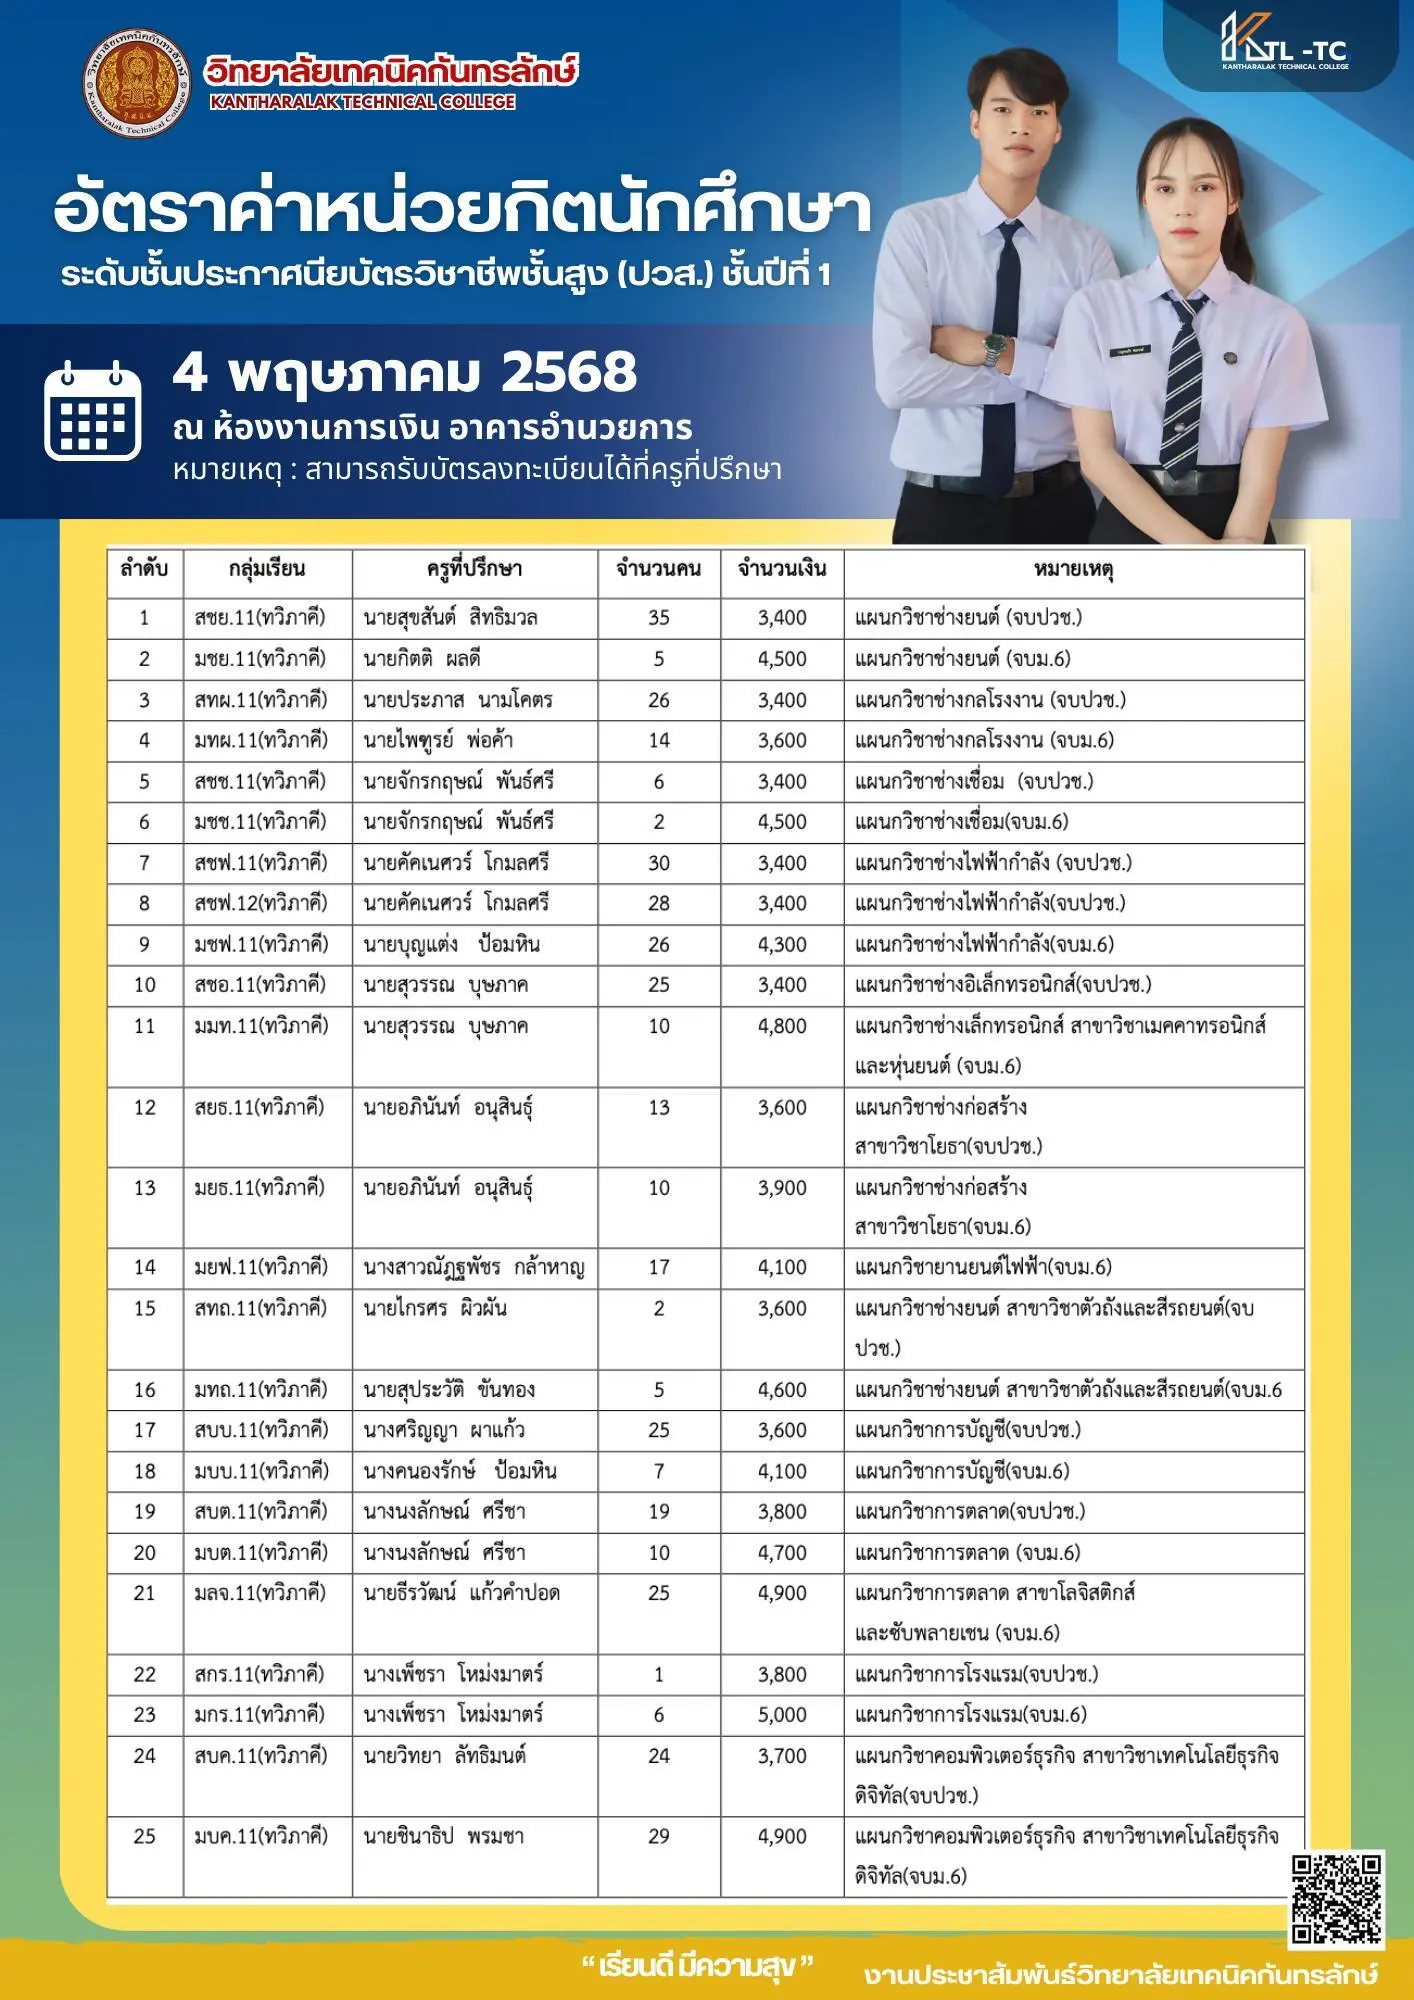 วิทยาลัยเทคนิคกันทรลักษ์
KANTHARALAK TECHNICAL COLLEGE
KTL -TC
KANTHARALAK TECHNICAL COLLEGE
อัตราค่าหน่วยกิตนักศึกษา
ระดับชั้นประกาศนียบัตรวิชาชีพชั้นสูง (ปวส.) ชั้นปีที่ 1
4 พฤษภาคม 2568
ณ ห้องงานการเงิน อาคารอำนวยการ
หมายเหตุ : สามารถรับบัตรลงทะเบียนได้ที่ครูที่ปรึกษา
ลำดับ กลุ่มเรียน ครูที่ปรึกษา จำนวนคน จำนวนเงิน หมายเหตุ
1 สชย.11(ทวิภาคี) นายสุขสันต์ สิทธิมวล 35 3,400 แผนกวิชาช่างยนต์ (จบปวช.)
2 มชย.11(ทวิภาคี) นายกิตติ ผลดี 5 4,500 แผนกวิชาช่างยนต์ (จบม.6)
3 สทผ.11(ทวิภาคี) นายประภาส นามโคตร 26 3,400 แผนกวิชาช่างกลโรงงาน (จบปวช.)
4 มทผ.11(ทวิภาคี) นายไพฑูรย์ พ่อค้า 14 3,600 แผนกวิชาช่างกลโรงงาน (จบม.6)
5 สชช.11(ทวิภาคี) นายจักรกฤษณ์ พันธ์ศรี 6 3,400 แผนกวิชาช่างเชื่อม (จบปวช.)
6 มชช.11(ทวิภาคี) นายจักรกฤษณ์ พันธ์ศรี 2 4,500 แผนกวิชาช่างเชื่อม(จบม.6)
7 สชฟ.11(ทวิภาคี) นายคัคเนศวร์ โกมลศรี 30 3,400 แผนกวิชาช่างไฟฟ้ากำลัง (จบปวช.)
8 สชฟ.12(ทวิภาคี) นายคัคเนศวร์ โกมลศรี 28 3,400 แผนกวิชาช่างไฟฟ้ากำลัง(จบปวช.)
9 มชฟ.11(ทวิภาคี) นายบุญแต่ง ป้อมหิน 26 4,300 แผนกวิชาช่างไฟฟ้ากำลัง(จบม.6)
10 สชอ.11(ทวิภาคี) นายสุวรรณ บุษภาค 25 3,400 แผนกวิชาช่างอิเล็กทรอนิกส์(จบปวช.)
11 มมท.11(ทวิภาคี) นายสุวรรณ บุษภาค 10 4,800 แผนกวิชาช่างเล็กทรอนิกส์ สาขาวิชาเมคคาทรอนิกส์
และหุ่นยนต์ (จบม.6)
12 สยธ.11(ทวิภาคี) นายอภินันท์ อนุสินธุ์ 13 3,600 แผนกวิชาช่างก่อสร้าง
สาขาวิชาโยธา(จบปวช.)
13 มยธ.11(ทวิภาคี) นายอภินันท์ อนุสินธุ์ 10 3,900 แผนกวิชาช่างก่อสร้าง
สาขาวิชาโยธา(จบม.6)
14 มยฟ.11(ทวิภาคี) นางสาวณัฏฐพัชร กล้าหาญ 17 4,100 แผนกวิชายานยนต์ไฟฟ้า(จบม.6)
15 สทถ.11(ทวิภาคี) นายไกรศร ผิวผัน 2 3,600 แผนกวิชาช่างยนต์ สาขาวิชาตัวถังและสีรถยนต์(จบ
ปวช.)
16 มทถ.11(ทวิภาคี) นายสุประวัติ ขันทอง 5 4,600 แผนกวิชาช่างยนต์ สาขาวิชาตัวถังและสีรถยนต์(จบม.6
17 สบบ.11(ทวิภาคี) นางศริญญา ผาแก้ว 25 3,600 แผนกวิชาการบัญชี(จบปวช.)
18 มบบ.11(ทวิภาคี) นางคนองรักษ์ ป้อมหิน 7 4,100 แผนกวิชาการบัญชี(จบม.6)
19 สบต.11(ทวิภาคี) นางนงลักษณ์ ศรีชา 19 3,800 แผนกวิชาการตลาด(จบปวช.)
20 มบต.11(ทวิภาคี) นางนงลักษณ์ ศรีชา 10 4,700 แผนกวิชาการตลาด (จบม.6)
21 มลจ.11(ทวิภาคี) นายธีรวัฒน์ แก้วคำปอด 25 4,900 แผนกวิชาการตลาด สาขาโลจิสติกส์
และซับพลายเชน (จบม.6)
22 สกร.11(ทวิภาคี) นางเพ็ชรา โหม่งมาตร์ 1 3,800 แผนกวิชาการโรงแรม(จบปวช.)
23 มกร.11(ทวิภาคี) นางเพ็ชรา โหม่งมาตร์ 6 5,000 แผนกวิชาการโรงแรม(จบม.6)
24 สบค.11(ทวิภาคี) นายวิทยา ลัทธิมนต์ 24 3,700 แผนกวิชาคอมพิวเตอร์ธุรกิจ สาขาวิชาเทคโนโลยีธุรกิจ
ดิจิทัล(จบปวช.)
25 มบค.11(ทวิภาคี) นายชินาธิป พรมชา 29 4,900 แผนกวิชาคอมพิวเตอร์ธุรกิจ สาขาวิชาเทคโนโลยีธุรกิจ
ดิจิทัล(จบม.6)
“ เรียนดี มีความสุข ”
งานประชาสัมพันธ์วิทยาลัยเทคนิคกันทรลักษ์